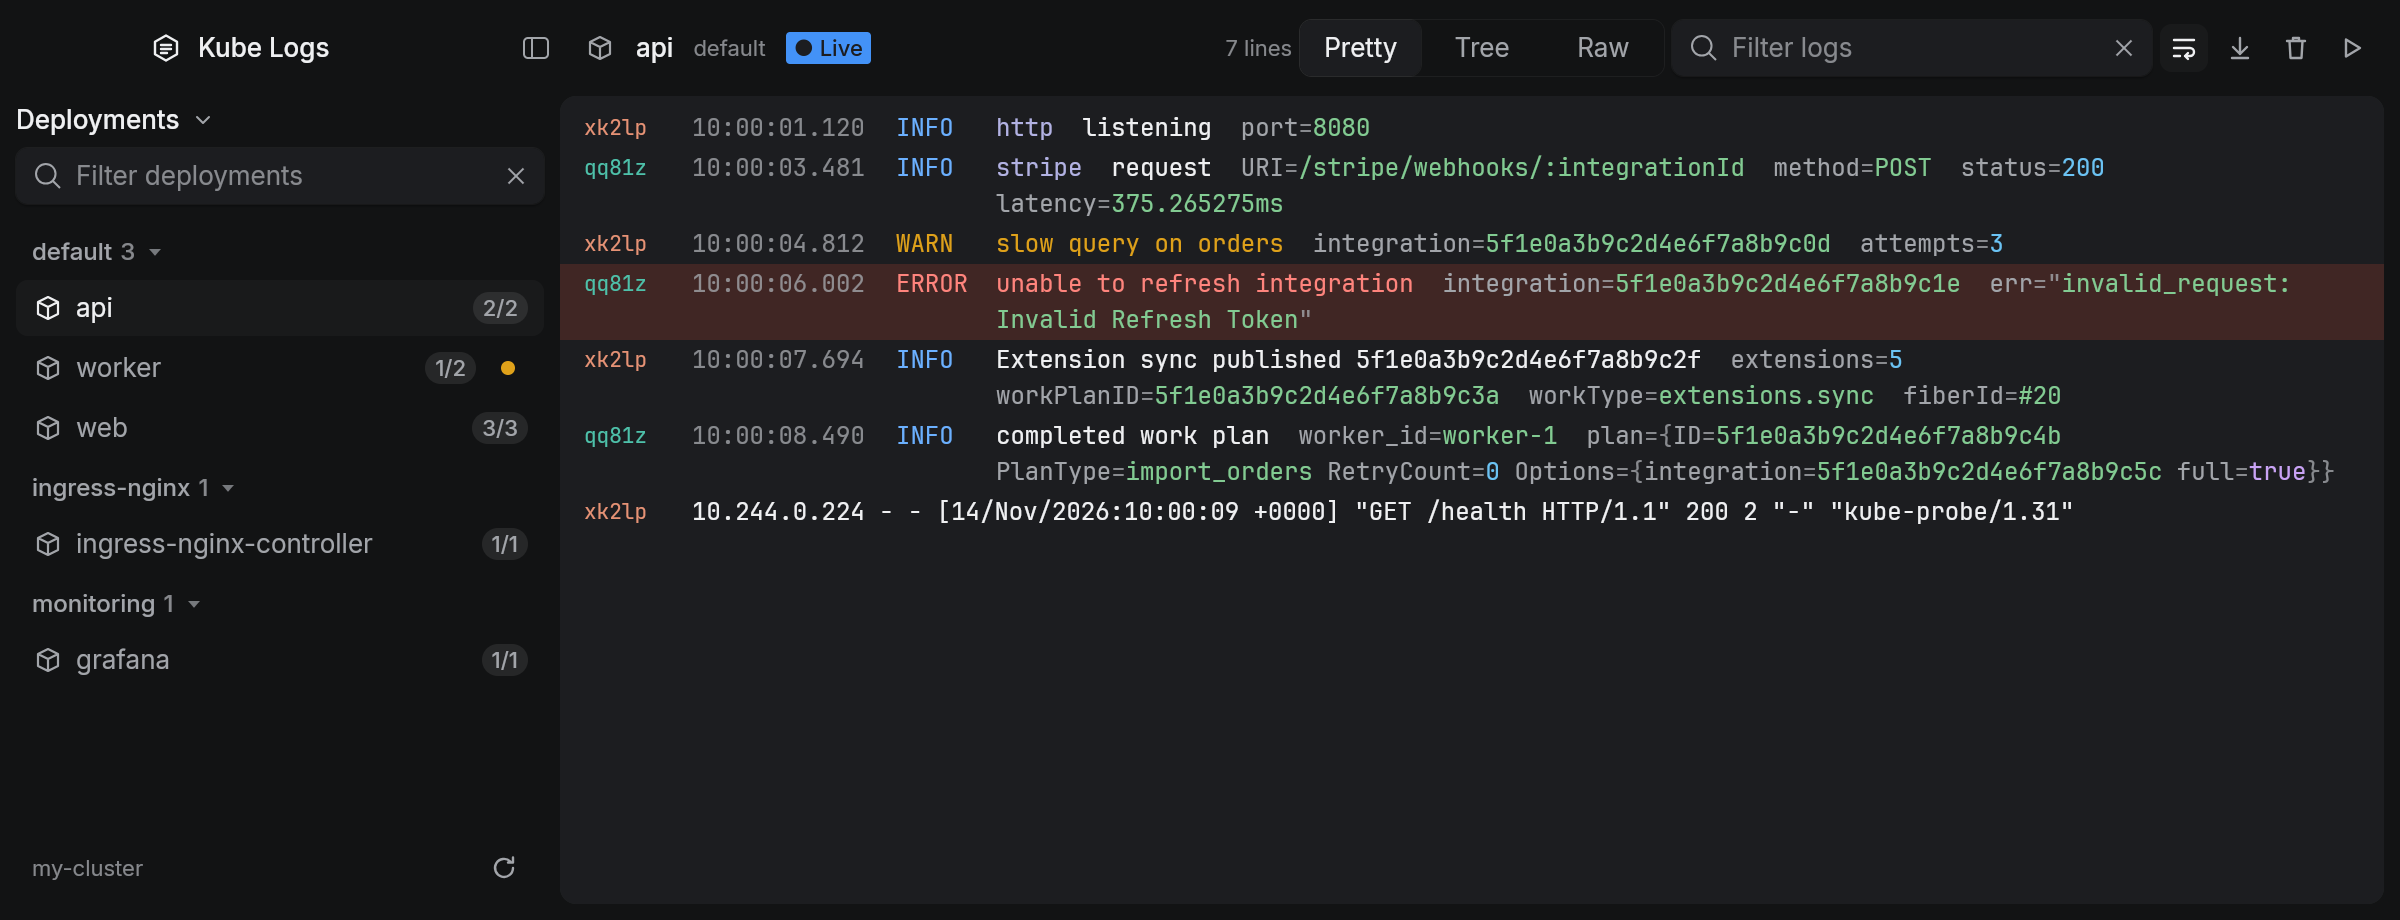 Kube Logs
api default Live
7 lines Pretty Tree Raw Filter logs
Deployments
Filter deployments
default 3
api 2/2
worker 1/2
web 3/3
ingress-nginx 1
ingress-nginx-controller 1/1
monitoring 1
grafana 1/1
my-cluster
xk2lp 10:00:01.120 INFO http listening port=8080
qq81z 10:00:03.481 INFO stripe request URI=/stripe/webhooks/:integrationId method=POST status=200
latency=375.265275ms
xk2lp 10:00:04.812 WARN slow query on orders integration=5f1e0a3b9c2d4e6f7a8b9c0d attempts=3
qq81z 10:00:06.002 ERROR unable to refresh integration integration=5f1e0a3b9c2d4e6f7a8b9c1e err="invalid_request:
Invalid Refresh Token"
xk2lp 10:00:07.694 INFO Extension sync published 5f1e0a3b9c2d4e6f7a8b9c2f extensions=5
workPlanID=5f1e0a3b9c2d4e6f7a8b9c3a workType=extensions.sync fiberId=#20
qq81z 10:00:08.490 INFO completed work plan worker_id=worker-1 plan={ID=5f1e0a3b9c2d4e6f7a8b9c4b
PlanType=import_orders RetryCount=0 Options={integration=5f1e0a3b9c2d4e6f7a8b9c5c full=true}}
xk2lp 10.244.0.224 - - [14/Nov/2026:10:00:09 +0000] "GET /health HTTP/1.1" 200 2 "-" "kube-probe/1.31"